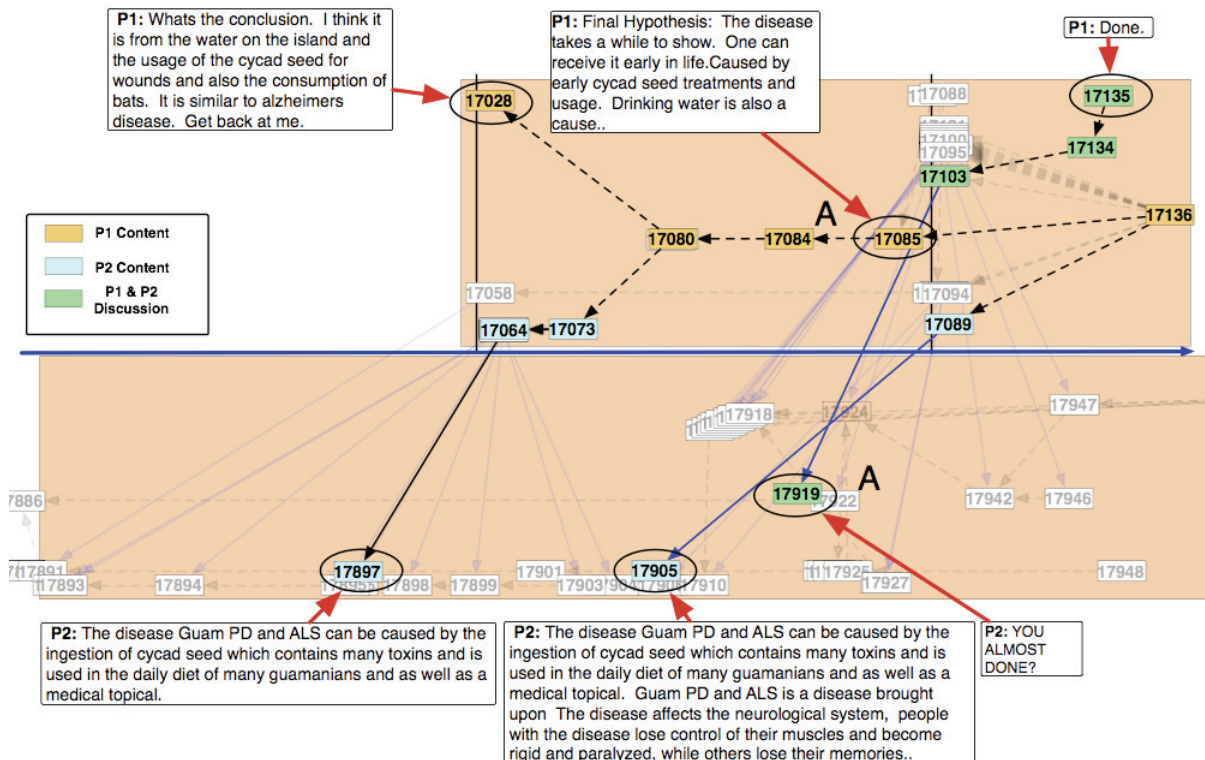 P1: Whats the conclusion. I think it
is from the water on the island and
the usage of the cycad seed for
wounds and also the consumption of
bats. It is similar to alzheimers
disease. Get back at me.
P1: Final Hypothesis: The disease
takes a while to show. One can
receive it early in life.Caused by
early cycad seed treatments and
usage. Drinking water is also a
cause..
P1: Done.
17028
17088
17135
17100
17095
17134
17103
17136
A
17080
17084
17085
P1 Content
P2 Content
P1 & P2
Discussion
17058
17094
17064
17073
17089
17918
17924
17947
A
17886
17919
17922
17942
17946
17891
17897
17901
17905
17925
17948
17893
17894
17898
17899
17903
17910
17927
P2: The disease Guam PD and ALS can be caused by the
ingestion of cycad seed which contains many toxins and is
used in the daily diet of many guamanians and as well as a
medical topical.
P2: The disease Guam PD and ALS can be caused by the
ingestion of cycad seed which contains many toxins and is
used in the daily diet of many guamanians and as well as a
medical topical. Guam PD and ALS is a disease brought
upon The disease affects the neurological system, people
with the disease lose control of their muscles and become
rigid and paralyzed, while others lose their memories..
P2: YOU
ALMOST
DONE?